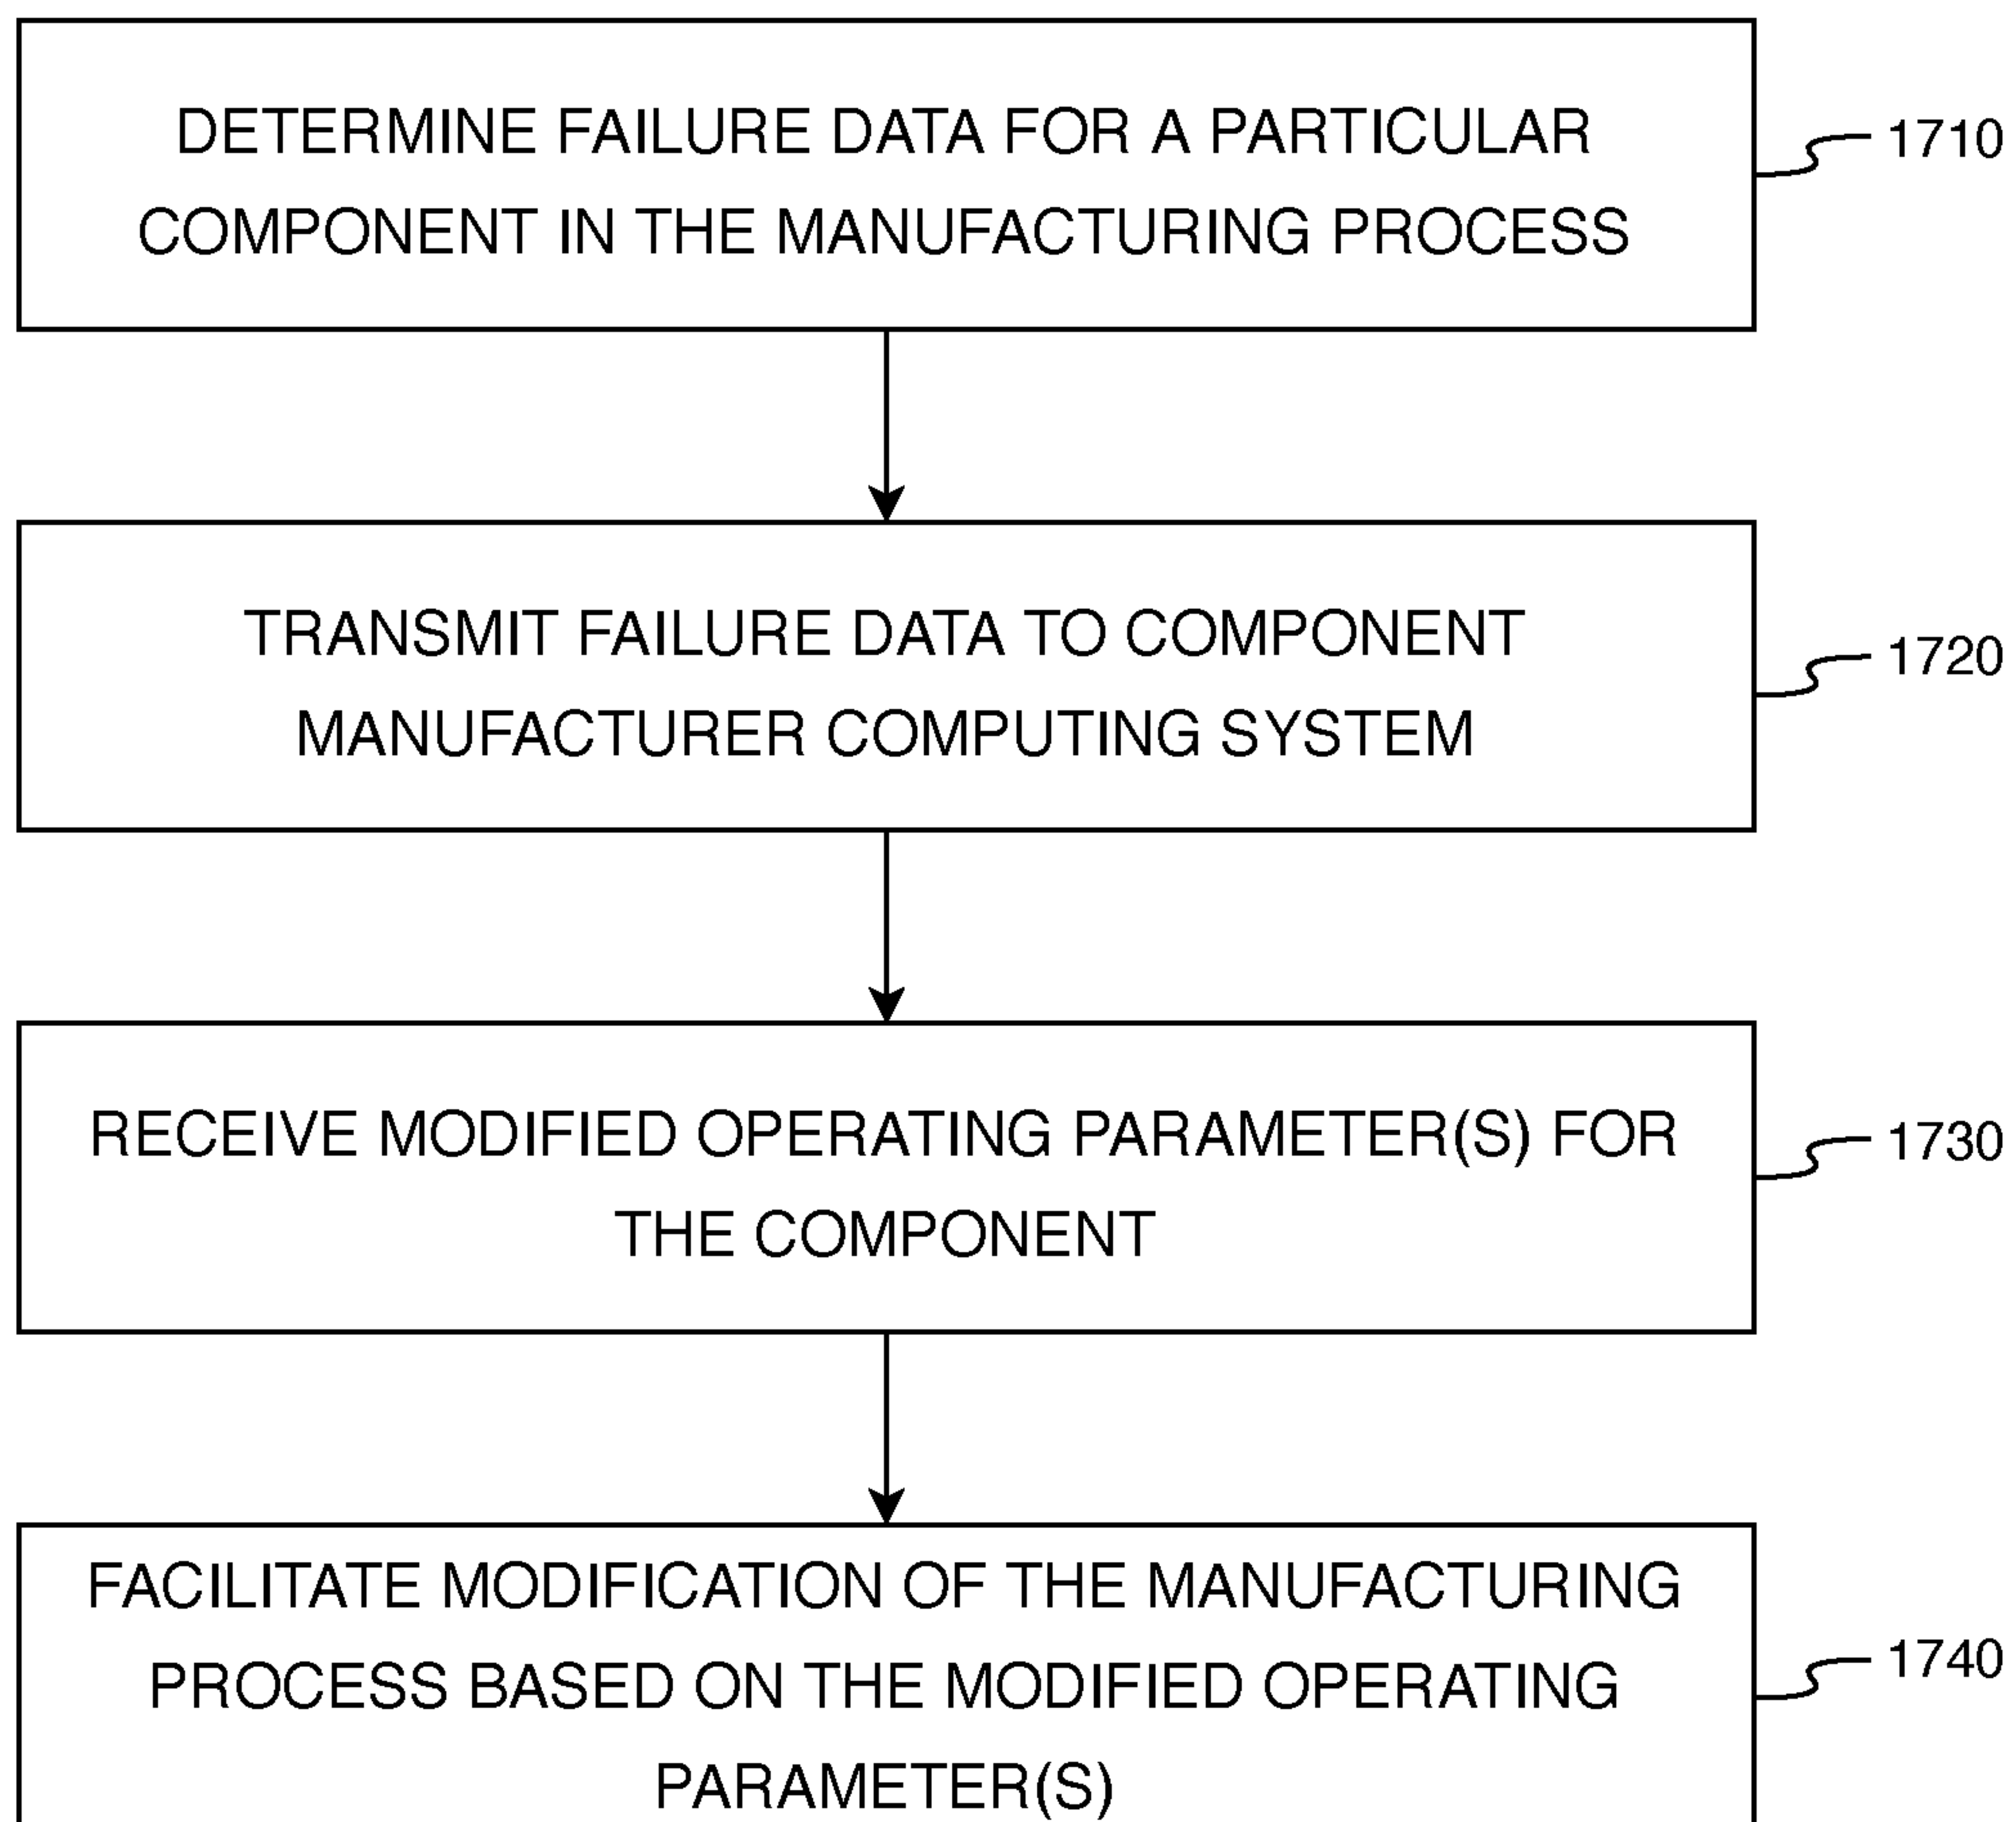 DETERMINE FAILURE DATA FOR A PARTICULAR
COMPONENT IN THE MANUFACTURING PROCESS
1710
TRANSMIT FAILURE DATA TO COMPONENT
MANUFACTURER COMPUTING SYSTEM
1720
RECEIVE MODIFIED OPERATING PARAMETER(S) FOR
THE COMPONENT
1730
FACILITATE MODIFICATION OF THE MANUFACTURING
PROCESS BASED ON THE MODIFIED OPERATING
PARAMETER(S)
1740